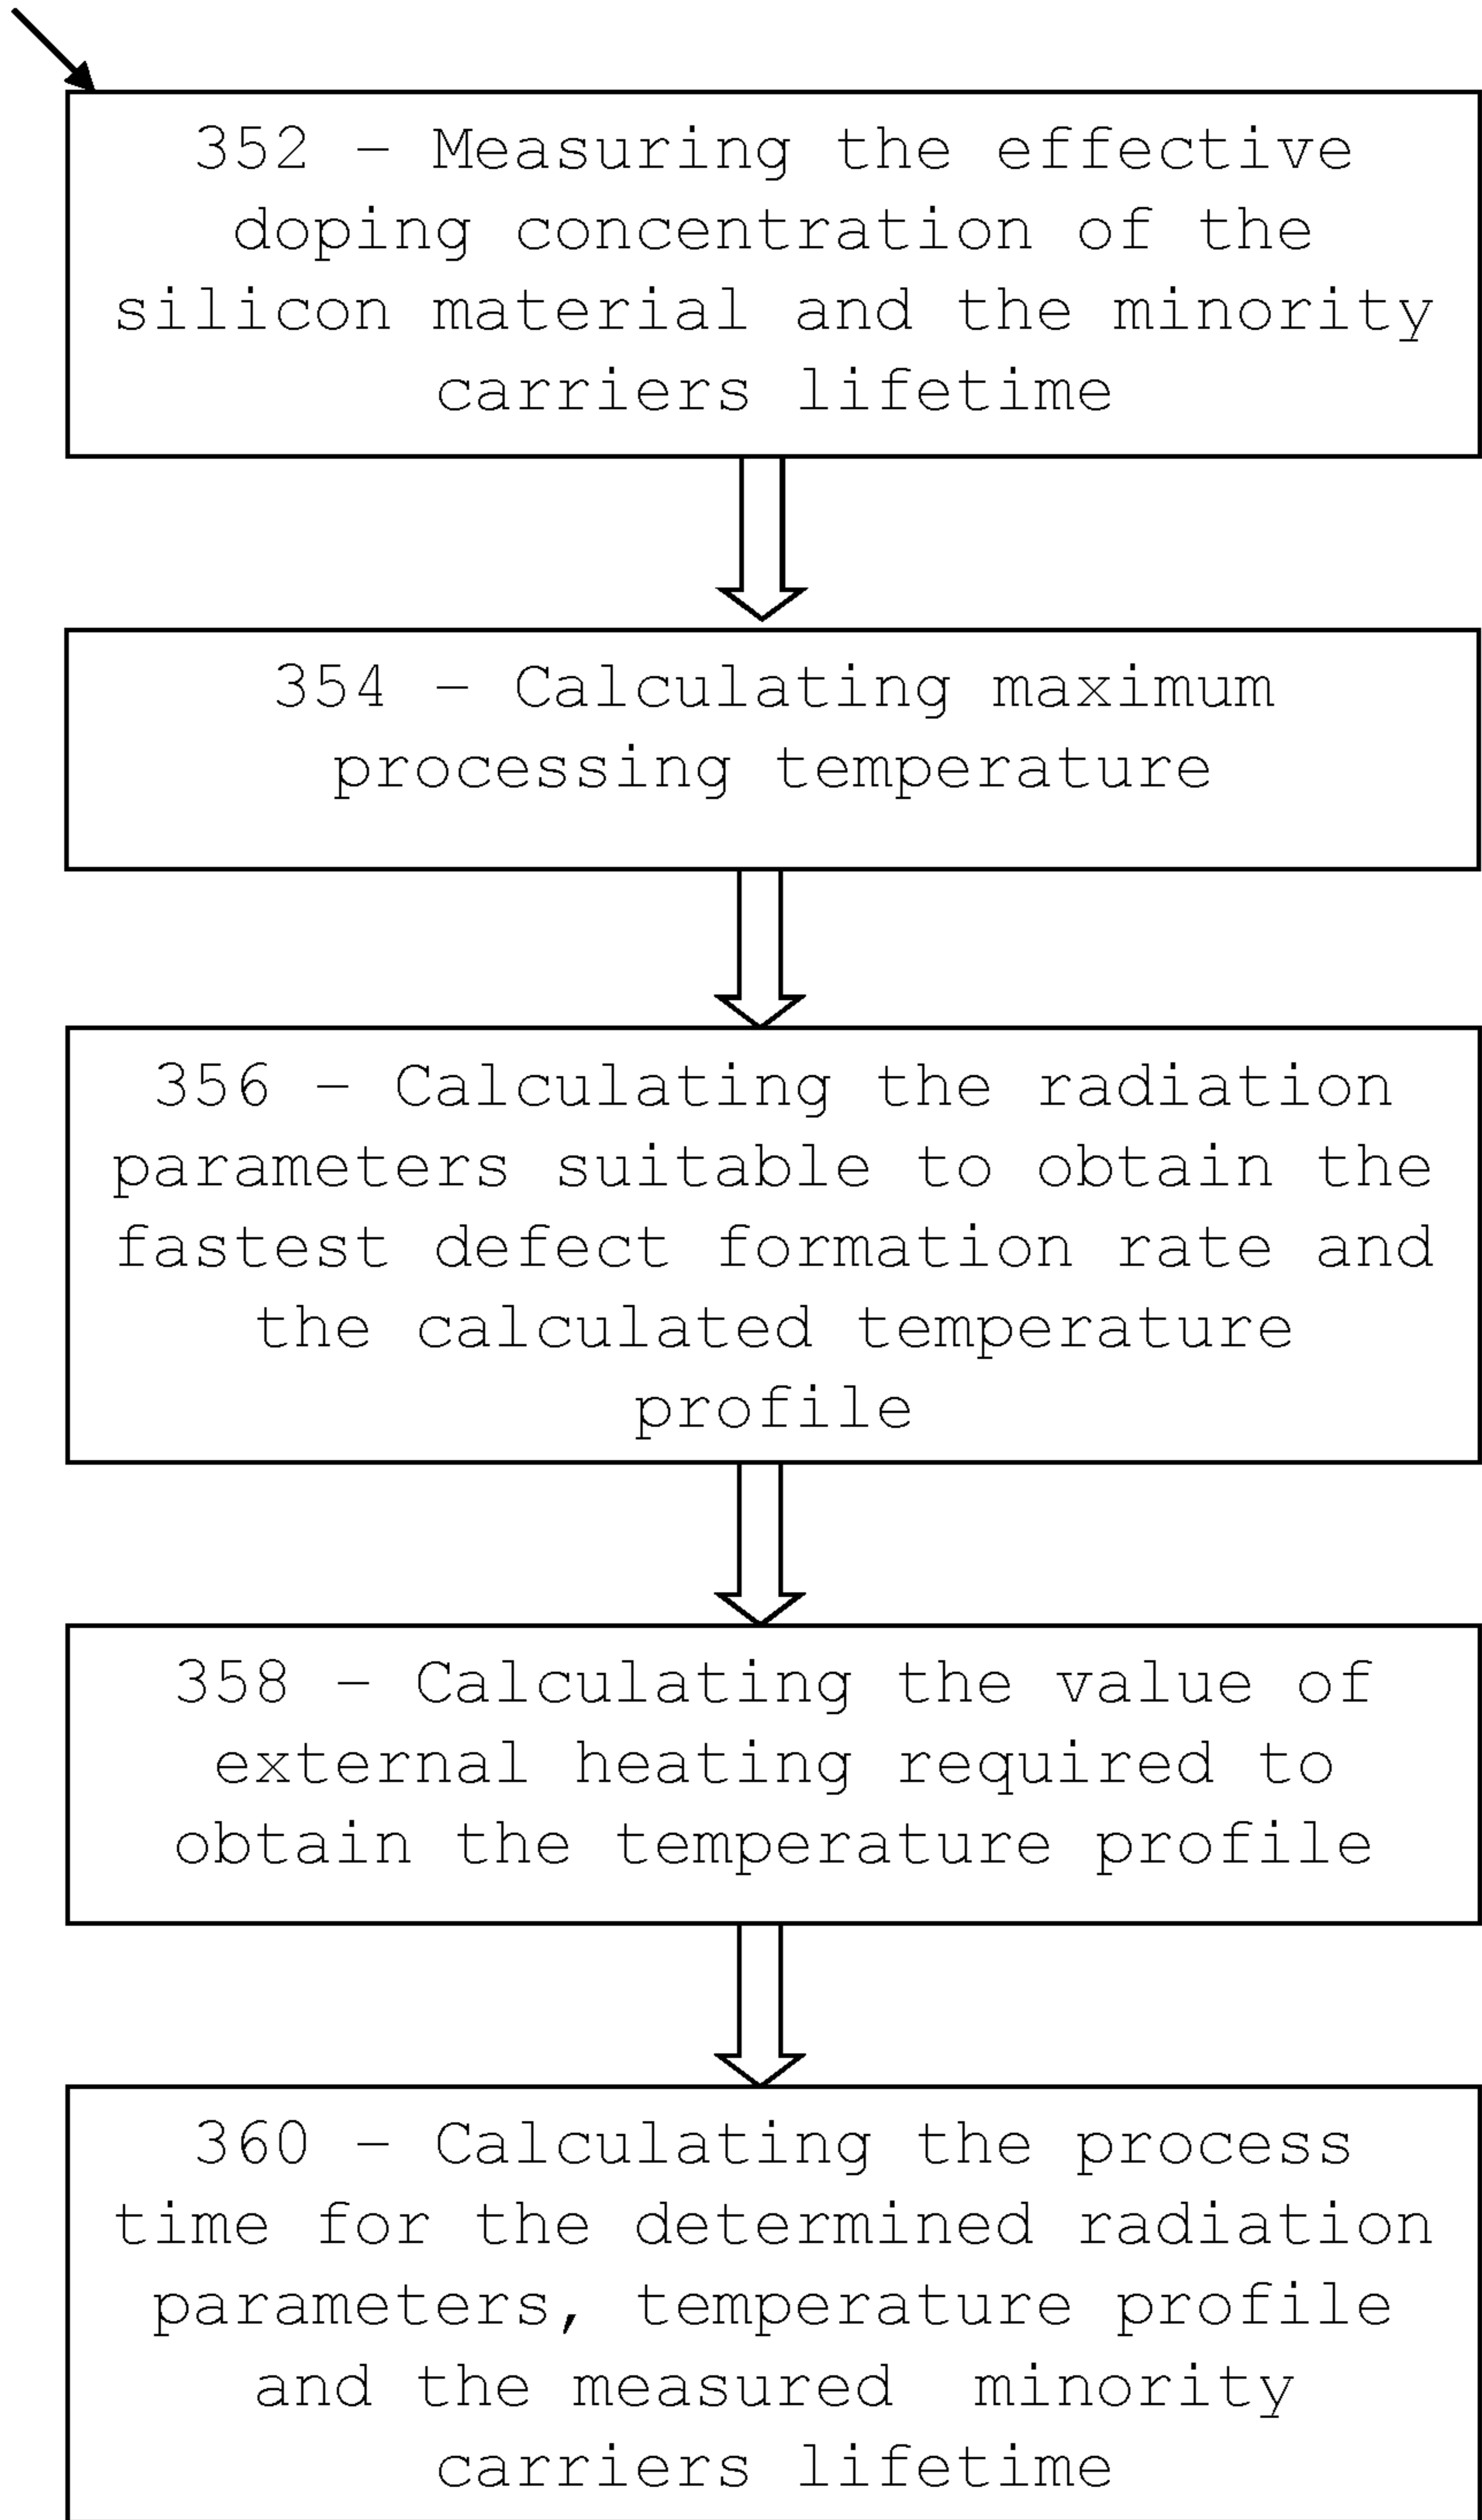 352 – Measuring the effective
doping concentration of the
silicon material and the minority
carriers lifetime
354 – Calculating maximum
processing temperature
356 – Calculating the radiation
parameters suitable to obtain the
fastest defect formation rate and
the calculated temperature
profile
358 – Calculating the value of
external heating required to
obtain the temperature profile
360 – Calculating the process
time for the determined radiation
parameters, temperature profile
and the measured  minority
carriers lifetime